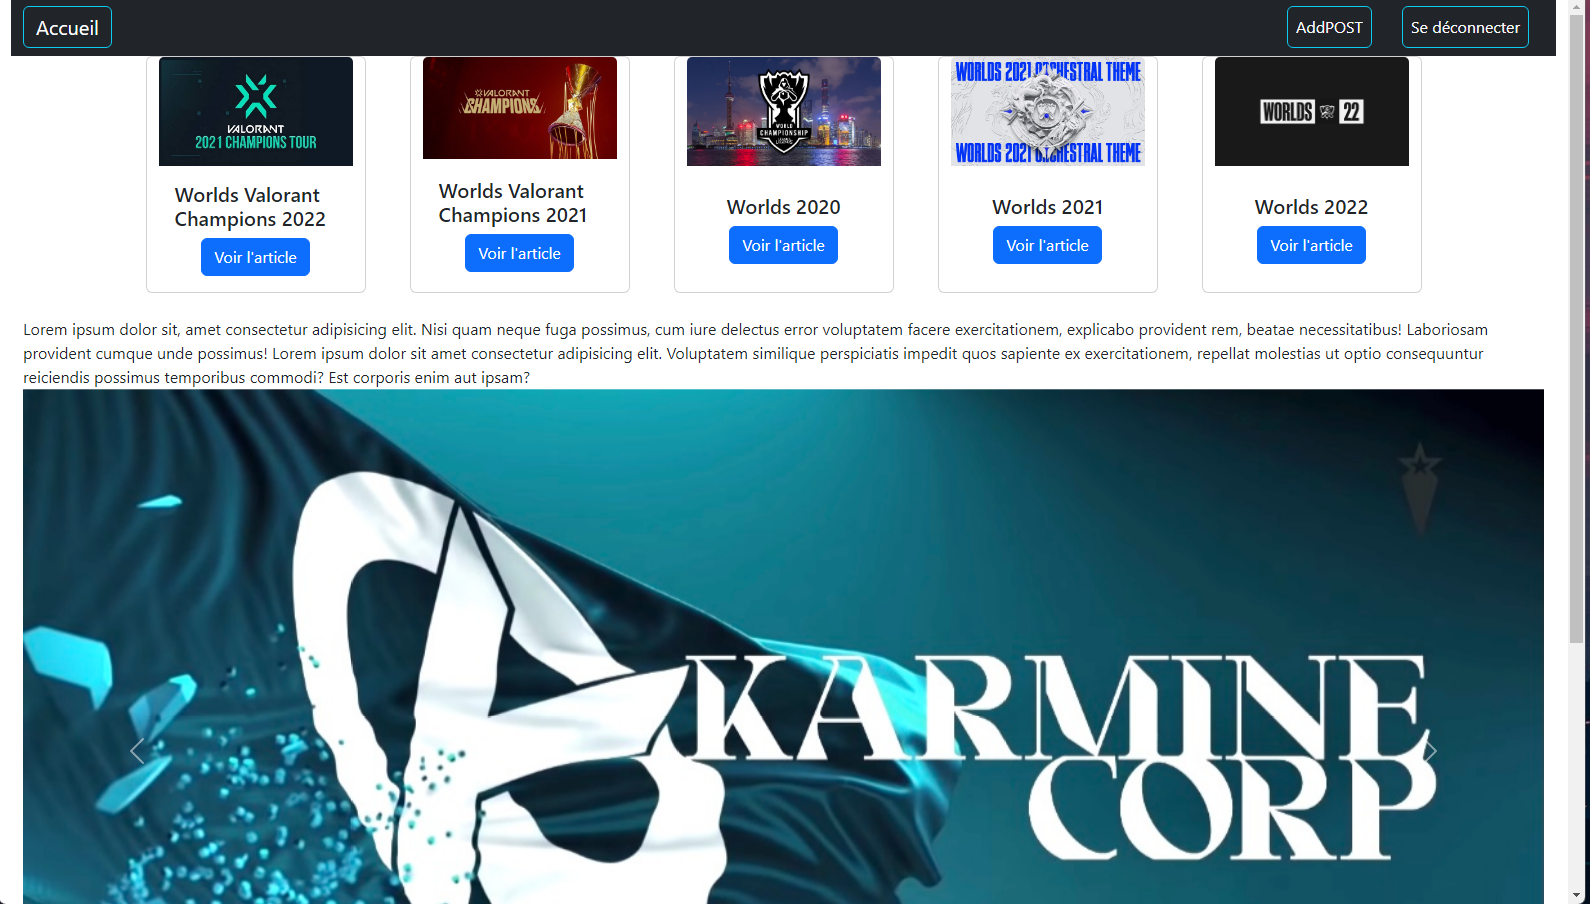 Accueil
AddPOST
Se déconnecter
VALORANT
2021 CHAMPIONS TOUR
Worlds Valorant
Champions 2022
Voir l'article
VALORANT
CHAMPIONS
Worlds Valorant
Champions 2021
Voir l'article
WORLD
CHAMPIONSHIP
Worlds 2020
Voir l'article
WORLDS 2021 ORCHESTRAL THEME
WORLDS 2021 ORCHESTRAL THEME
Worlds 2021
Voir l'article
WORLDS 22
Worlds 2022
Voir l'article
Lorem ipsum dolor sit, amet consectetur adipisicing elit. Nisi quam neque fuga possimus, cum iure delectus error voluptatem facere exercitationem, explicabo provident rem, beatae necessitatibus! Laboriosam
provident cumque unde possimus! Lorem ipsum dolor sit amet consectetur adipisicing elit. Voluptatem similique perspiciatis impedit quos sapiente ex exercitationem, repellat molestias ut optio consequuntur
reiciendis possimus temporibus commodi? Est corporis enim aut ipsam?
KARMINE
CORP